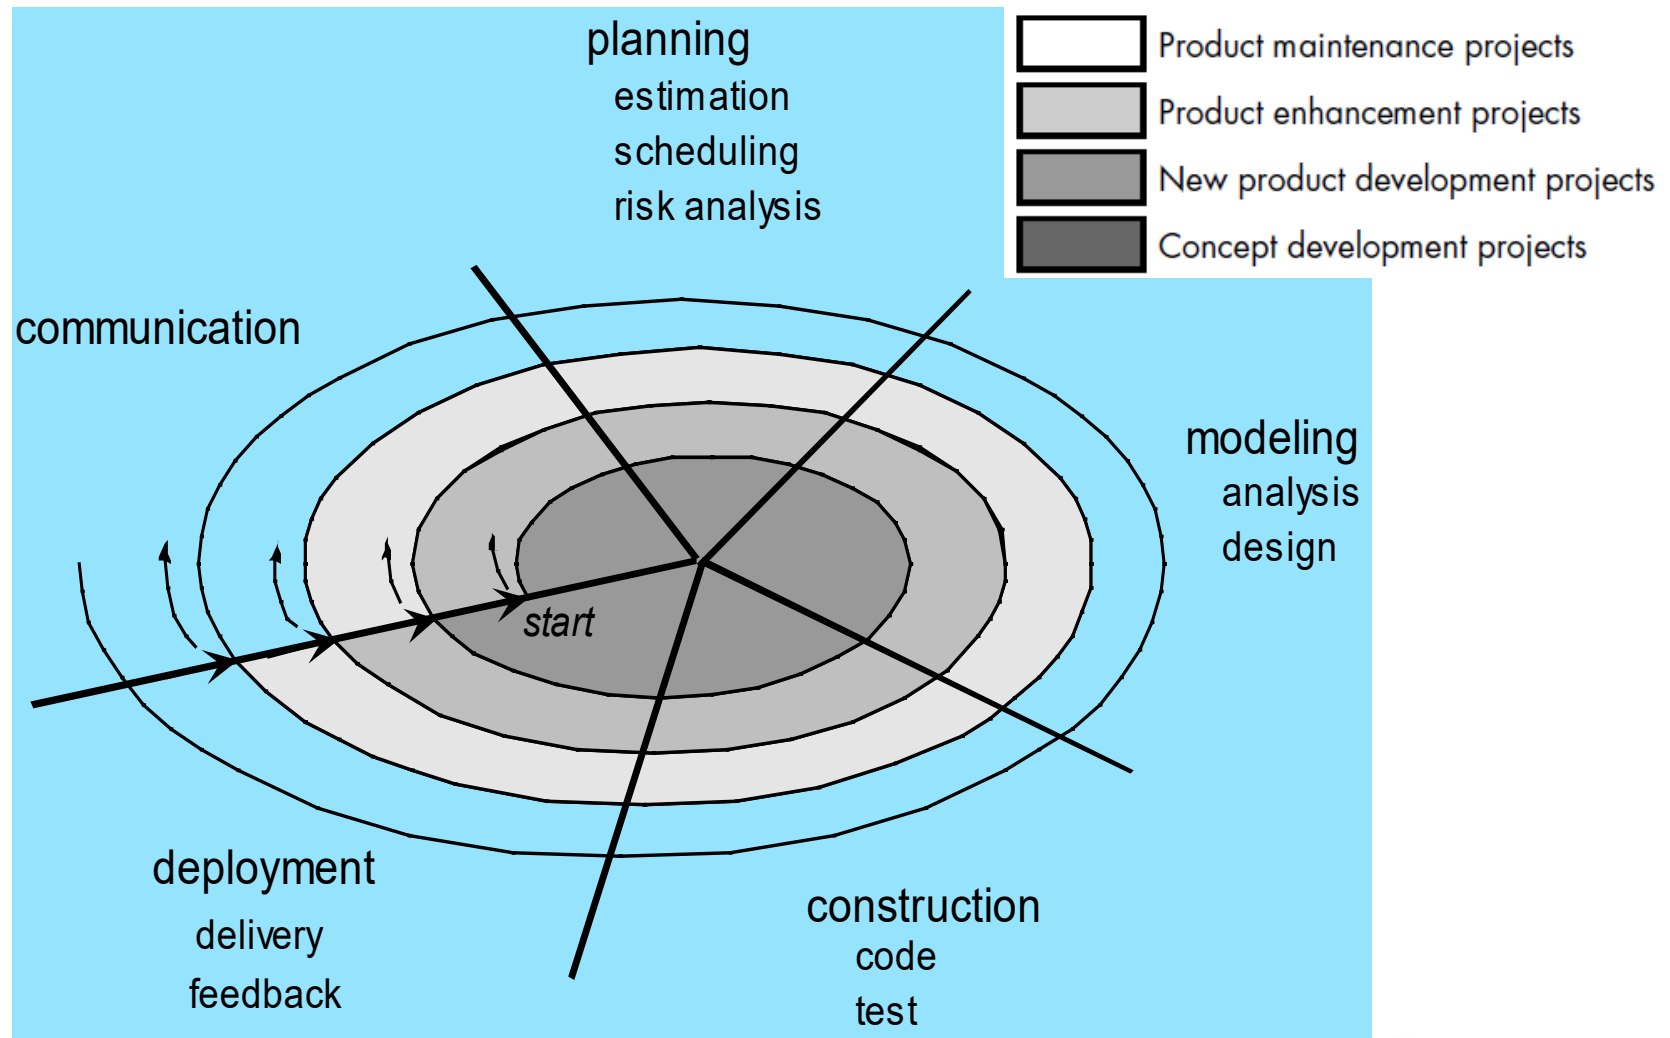 planning
estimation
scheduling
risk analysis
Product maintenance projects
Product enhancement projects
New product development projects
Concept development projects
communication
modeling
analysis
design
start
deployment
delivery
feedback
construction
code
test